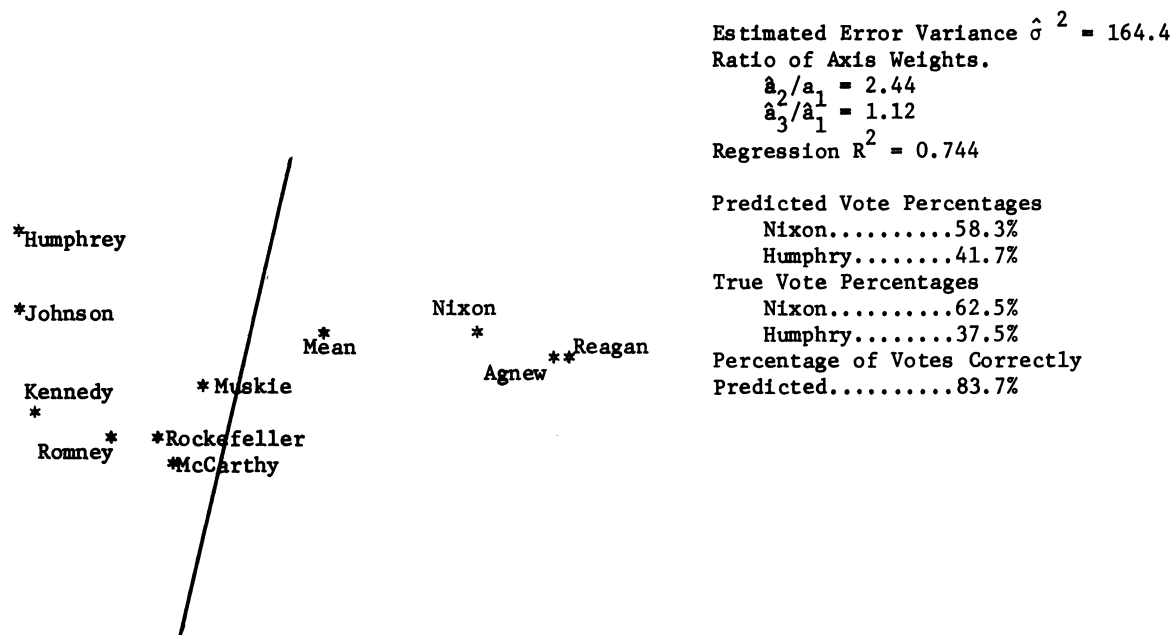 Estimated Error Variance σ̂ 2 = 164.4
Ratio of Axis Weights.
â2/a1 = 2.44
â3/â1 = 1.12
Regression R2 = 0.744
Predicted Vote Percentages
Nixon..........58.3%
Humphry........41.7%
True Vote Percentages
Nixon..........62.5%
Humphry........37.5%
Percentage of Votes Correctly
Predicted..........83.7%
*Humphrey
*Johnson
Nixon
*
*
Mean
**Reagan
Agnew
*Muskie
Kennedy
*
*
Romney
*Rockefeller
*McCarthy